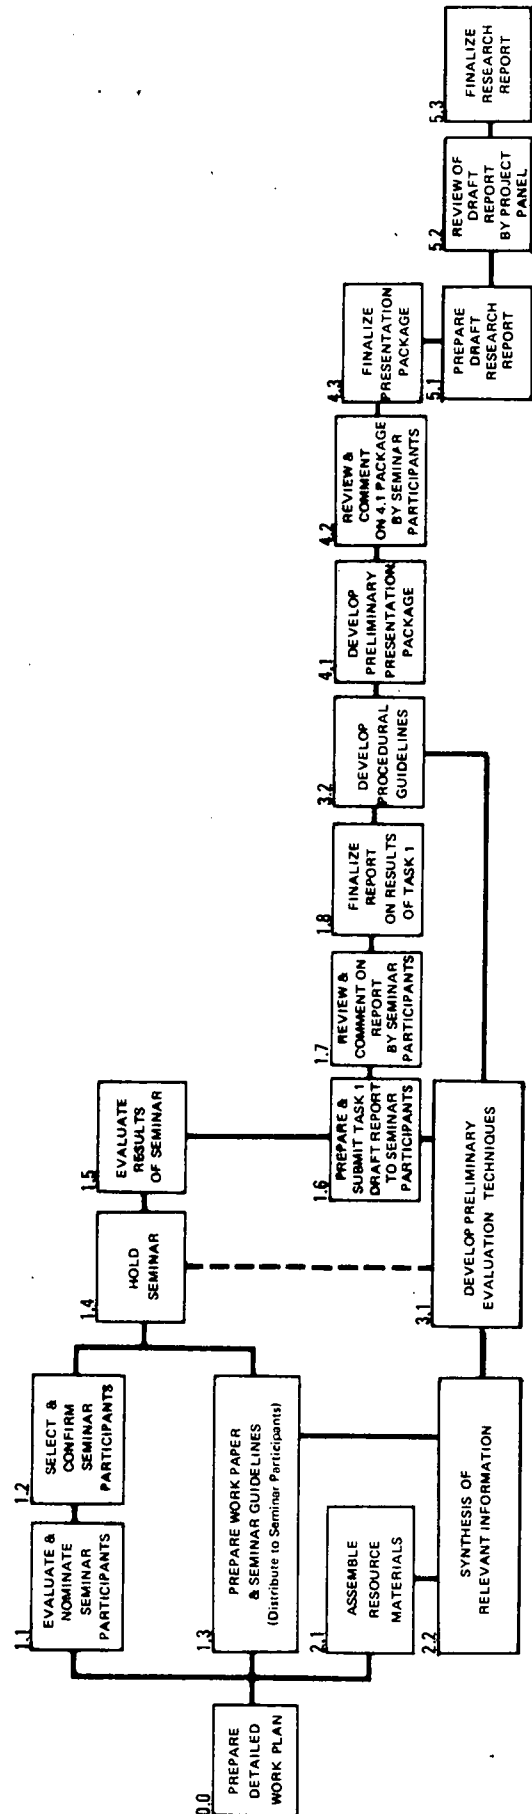 0.0
PREPARE
DETAILED
WORK PLAN
1.1
EVALUATE &
NOMINATE
SEMINAR
PARTICIPANTS
1.2
SELECT &
CONFIRM
SEMINAR
PARTICIPANTS
1.3
PREPARE WORK PAPER
& SEMINAR GUIDELINES
(Distribute to Seminar Participants)
2.1
ASSEMBLE
RESOURCE
MATERIALS
2.2
SYNTHESIS OF
RELEVANT INFORMATION
1.4
HOLD
SEMINAR
1.5
EVALUATE
RESULTS
OF SEMINAR
3.1
DEVELOP PRELIMINARY
EVALUATION TECHNIQUES
1.6
PREPARE &
SUBMIT TASK 1
DRAFT REPORT
TO SEMINAR
PARTICIPANTS
1.7
REVIEW &
COMMENT ON
REPORT
BY SEMINAR
PARTICIPANTS
1.8
FINALIZE
REPORT
ON RESULTS
OF TASK 1
3.2
DEVELOP
PROCEDURAL
GUIDELINES
4.1
DEVELOP
PRELIMINARY
PRESENTATION
PACKAGE
4.2
REVIEW &
COMMENT
ON 4.1 PACKAGE
BY SEMINAR
PARTICIPANTS
4.3
FINALIZE
PRESENTATION
PACKAGE
5.1
PREPARE
DRAFT
RESEARCH
REPORT
5.2
REVIEW OF
DRAFT
REPORT
BY PROJECT
PANEL
5.3
FINALIZE
RESEARCH
REPORT